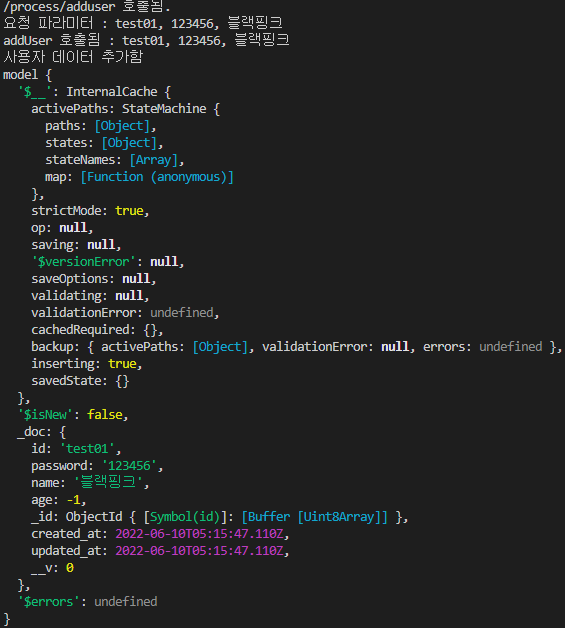 /process/adduser 호출됨.
요청 파라미터 : test01, 123456, 블랙핑크
addUser 호출됨 : test01, 123456, 블랙핑크
사용자 데이터 추가함
model {
  '$__': InternalCache {
    activePaths: StateMachine {
      paths: [Object],
      states: [Object],
      stateNames: [Array],
      map: [Function (anonymous)]
    },
    strictMode: true,
    op: null,
    saving: null,
    '$versionError': null,
    saveOptions: null,
    validating: null,
    validationError: undefined,
    cachedRequired: {},
    backup: { activePaths: [Object], validationError: null, errors: undefined },
    inserting: true,
    savedState: {}
  },
  '$isNew': false,
  _doc: {
    id: 'test01',
    password: '123456',
    name: '블랙핑크',
    age: -1,
    _id: ObjectId { [Symbol(id)]: [Buffer [Uint8Array]] },
    created_at: 2022-06-10T05:15:47.110Z,
    updated_at: 2022-06-10T05:15:47.110Z,
    __v: 0
  },
  '$errors': undefined
}